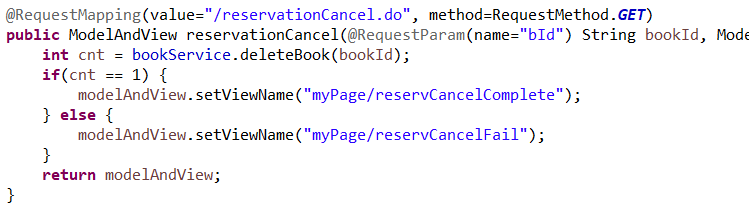 @RequestMapping(value="/reservationCancel.do", method=RequestMethod.GET)
public ModelAndView reservationCancel(@RequestParam(name="bId") String bookId, Mode
int cnt = bookService.deleteBook(bookId);
if(cnt == 1) {
modelAndView.setViewName("myPage/reservCancelComplete");
} else {
modelAndView.setViewName("myPage/reservCancelFail");
}
return modelAndView;
}